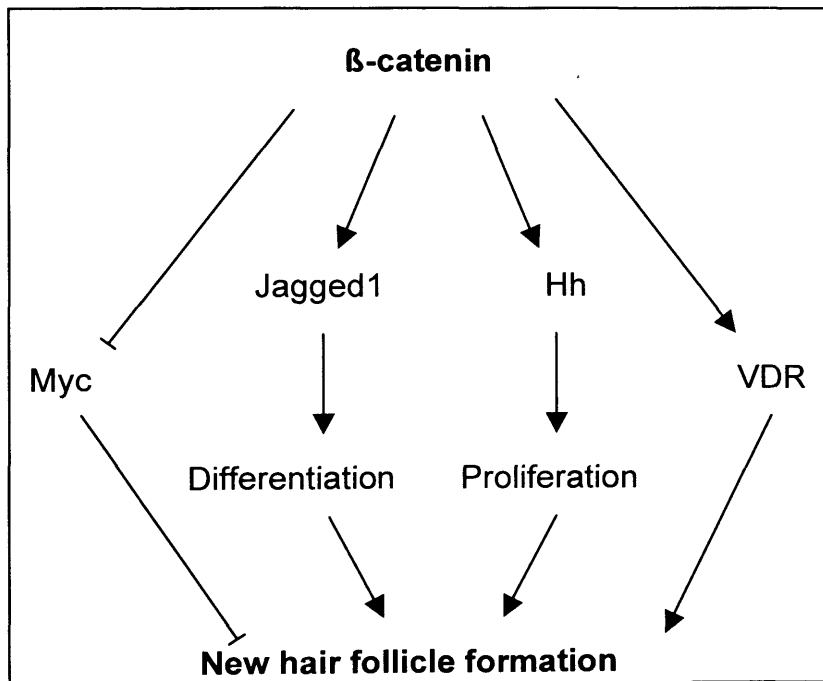 ß-catenin
Jagged1 Hh
Myc VDR
Differentiation Proliferation
New hair follicle formation